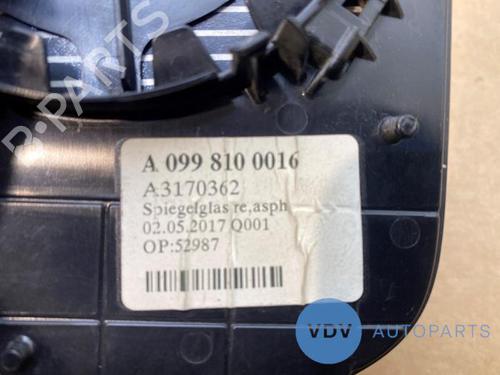 R-PARTS
A 099 810 0016
A3170362
Spiegelglas re,asph
02.05.2017 Q001
OP:52987
VDV AUTOPARTS